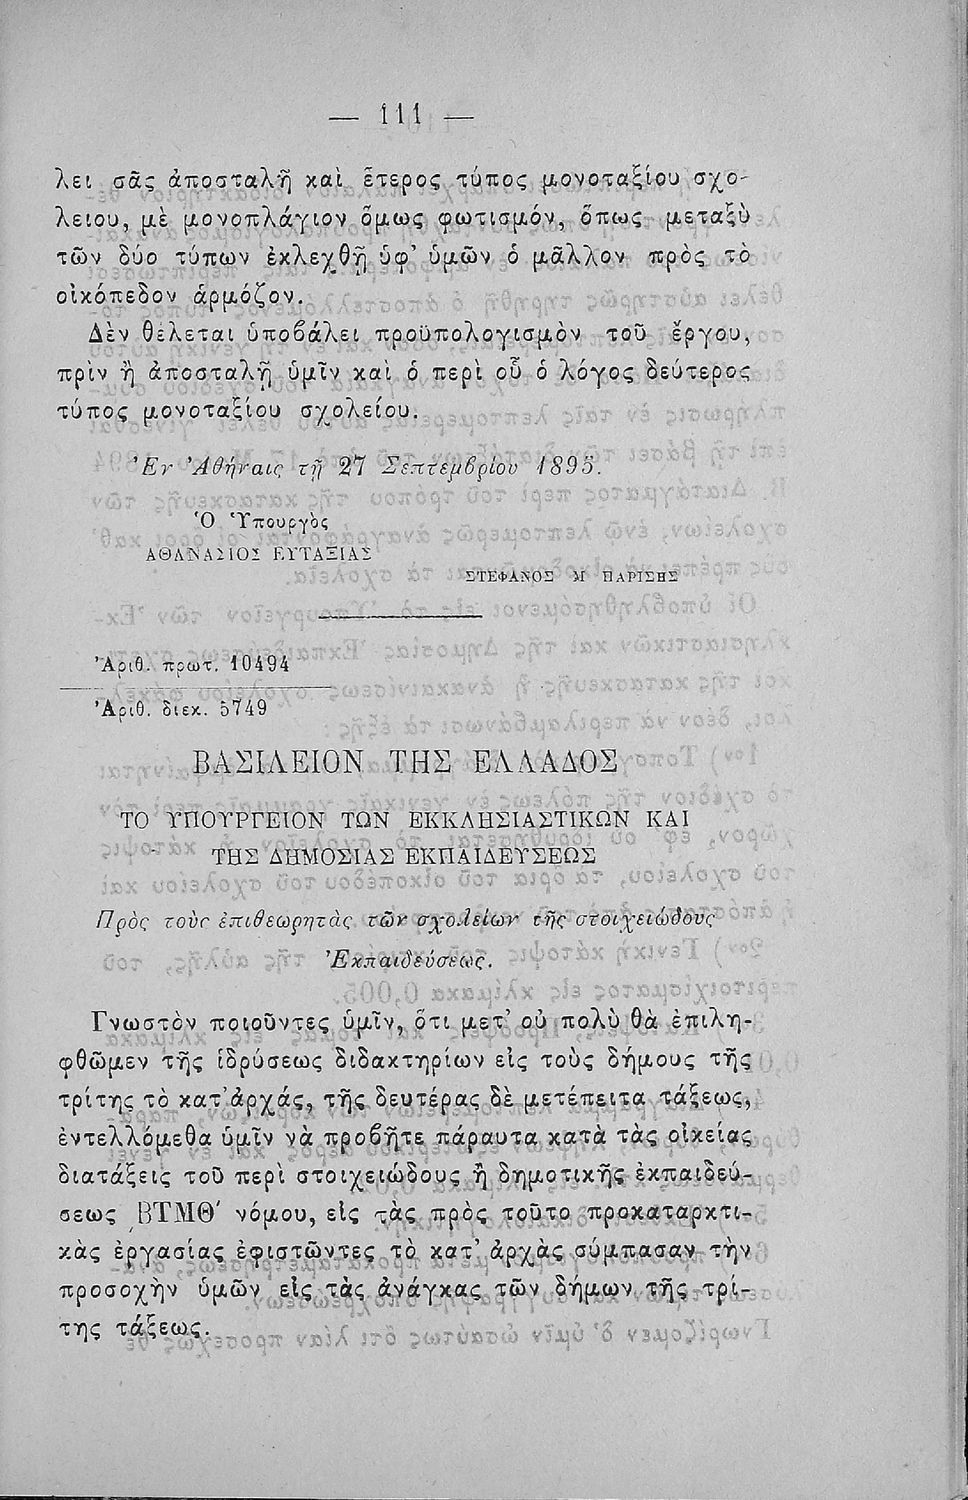 — 111 —
λει σᾶς ἀποσταλῇ καὶ ἕτερος τύπος μονοταξίου σχο-
λειου, μὲ μονοπλάγιον ὅμως φωτισμόν, ὅπως μεταξὺ
τῶν δύο τύπων ἐκλεχθῇ ὑφ' ὑμῶν ὁ μᾶλλον πρὸς τὸ
οἰκόπεδον ἁρμόζον.
Δὲν θέλεται ὑποβάλει προϋπολογισμὸν τοῦ ἔργου,
πρὶν ἢ ἀποσταλῇ ὑμῖν καὶ ὁ περὶ οὗ ὁ λόγος δεύτερος
τύπος μονοταξίου σχολείου.
Ἐν Ἀθήναις τῇ 27 Σεπτεμβρίου 1895.
Ὁ Ὑπουργὸς
ΑΘΑΝΑΣΙΟΣ ΕΥΤΑΞΙΑΣ
ΣΤΕΦΑΝΟΣ Μ ΠΑΡΙΣΗΣ
Ἀριθ. πρωτ. 10494
Ἀριθ. διεκ. 5749
ΒΑΣΙΛΕΙΟΝ ΤΗΣ ΕΛΛΑΔΟΣ
ΤΟ ΥΠΟΥΡΓΕΙΟΝ ΤΩΝ ΕΚΚΛΗΣΙΑΣΤΙΚΩΝ ΚΑΙ
ΤΗΣ ΔΗΜΟΣΙΑΣ ΕΚΠΑΙΔΕΥΣΕΩΣ
Πρὸς τοὺς ἐπιθεωρητὰς τῶν σχολείων τῆς στοιχειώδους
Ἐκπαιδεύσεως.
Γνωστὸν ποιοῦντες ὑμῖν, ὅτι μετ' οὐ πολὺ θὰ ἐπιλη-
φθῶμεν τῆς ἱδρύσεως διδακτηρίων εἰς τοὺς δήμους τῆς
τρίτης τὸ κατ' ἀρχάς, τῆς δευτέρας δὲ μετέπειτα τάξεως,
ἐντελλόμεθα ὑμῖν νὰ προβῆτε πάραυτα κατὰ τὰς οἰκείας
διατάξεις τοῦ περὶ στοιχειώδους ἢ δημοτικῆς ἐκπαιδεύ-
σεως ͵ΒΤΜΘ' νόμου, εἰς τὰς πρὸς τοῦτο προκαταρκτι-
κὰς ἐργασίας ἐφιστῶντες τὸ κατ' ἀρχὰς σύμπασαν τὴν
προσοχὴν ὑμῶν εἰς τὰς ἀνάγκας τῶν δήμων τῆς τρί-
της τάξεως.